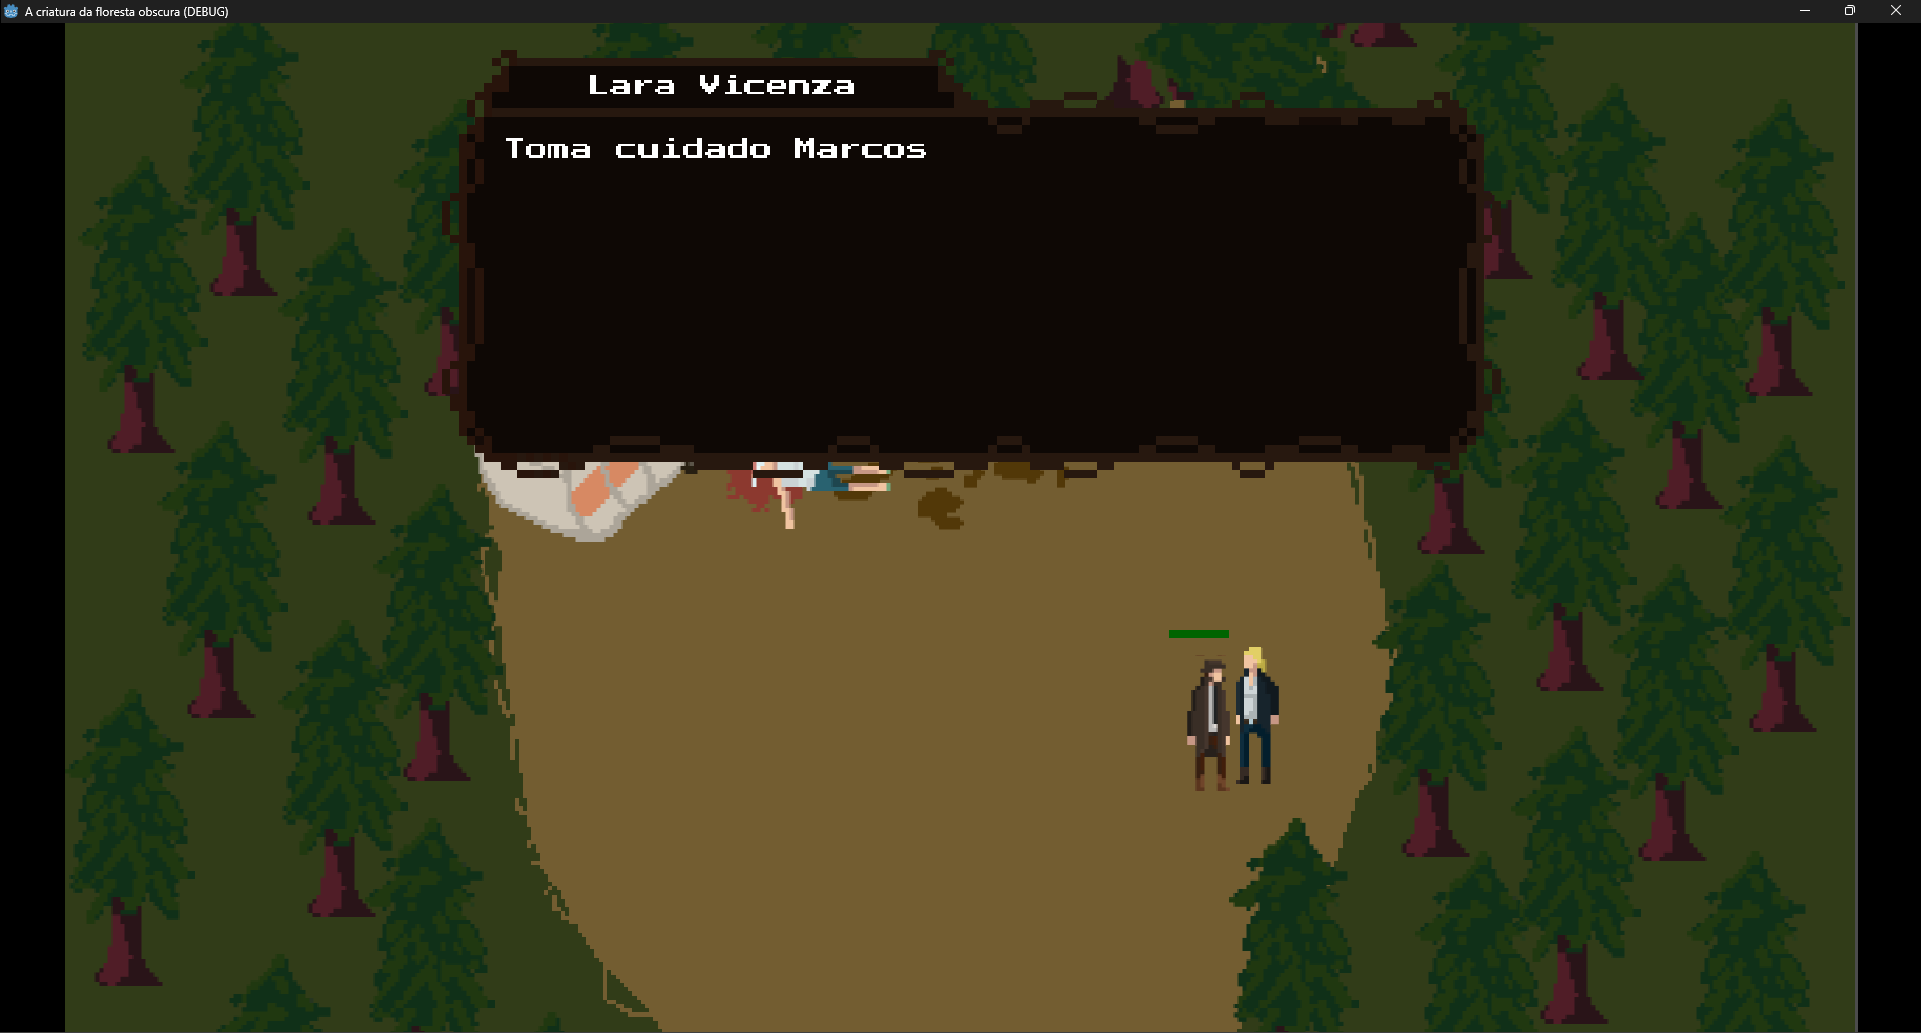 A criatura da floresta obscura (DEBUG)
Lara Vicenza
Toma cuidado Marcos